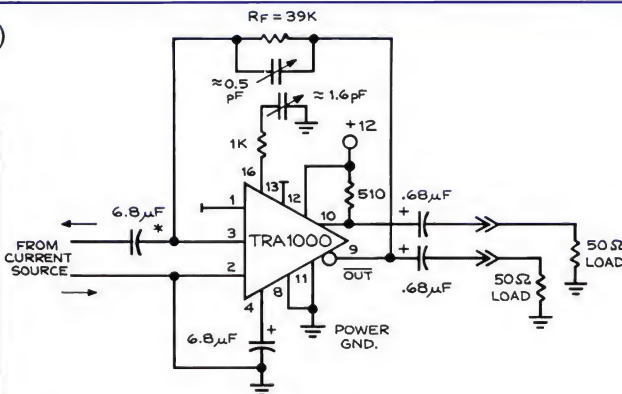 )
RF = 39K
≈0.5
pF
≈ 1.6pF
+12
1K
16
13
12
510
1
10
.68µF
+
6.8µF
*
3
TRA1000
9
FROM
CURRENT
SOURCE
2
OUT
+
50Ω
LOAD
4
8
11
.68µF
50Ω
LOAD
6.8µF
+
POWER
GND.